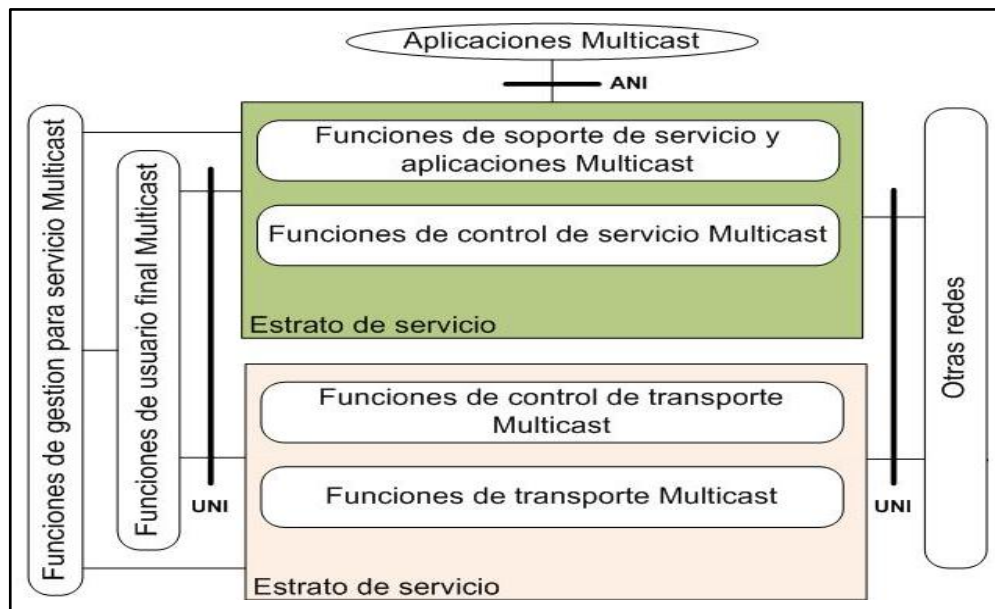 Aplicaciones Multicast
ANI
Funciones de soporte de servicio y
aplicaciones Multicast
Funciones de control de servicio Multicast
Estrato de servicio
Funciones de gestion para servicio Multicast
Funciones de usuario final Multicast
UNI
Funciones de control de transporte
Multicast
Funciones de transporte Multicast
Estrato de servicio
UNI
Otras redes